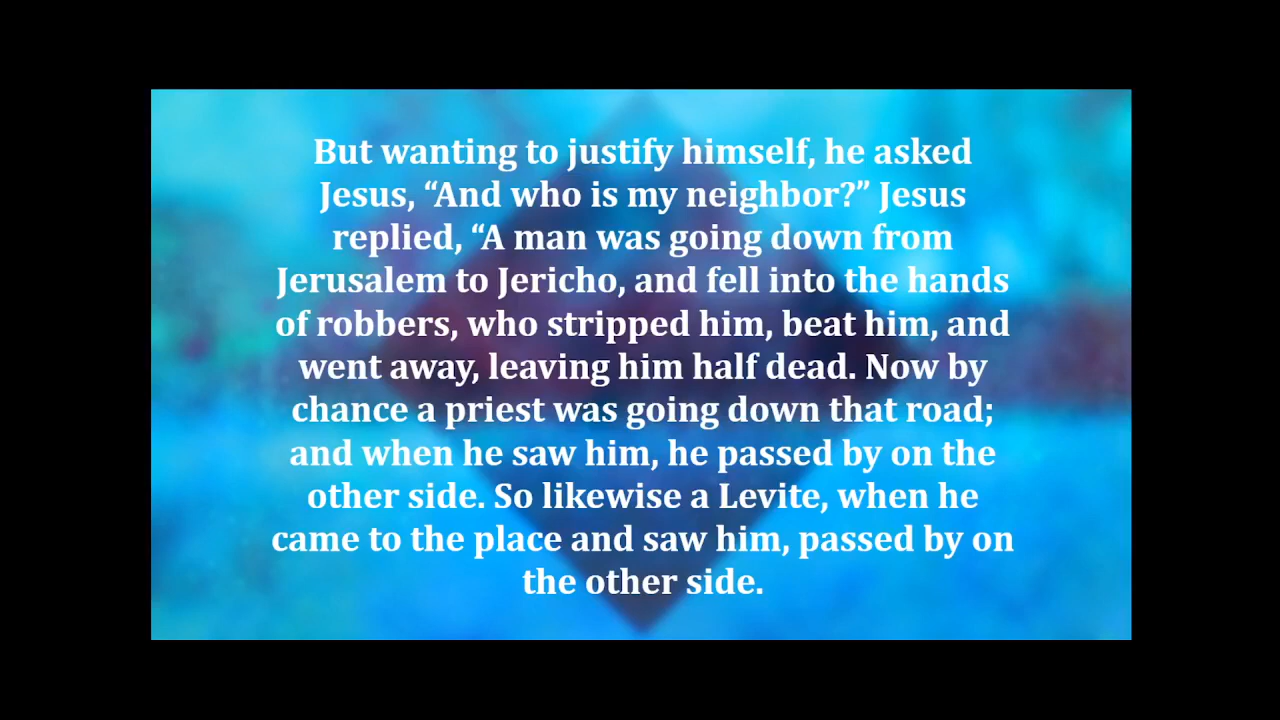 But wanting to justify himself, he asked
Jesus, “And who is my neighbor?” Jesus
replied, “A man was going down from
Jerusalem to Jericho, and fell into the hands
of robbers, who stripped him, beat him, and
went away, leaving him half dead. Now by
chance a priest was going down that road;
and when he saw him, he passed by on the
other side. So likewise a Levite, when he
came to the place and saw him, passed by on
the other side.